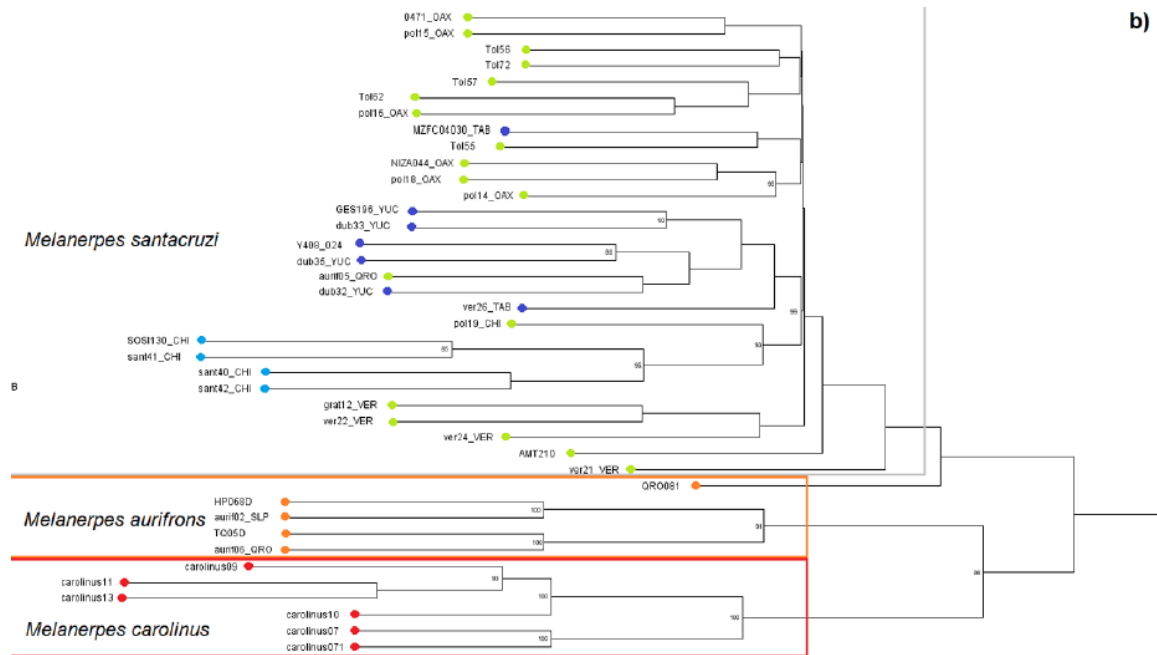 b)
0471_OAX
pol15_OAX
Tol56
Tol72
Tol57
Tol62
pol16_OAX
MZFC04030_TAB
Tol55
NIZA044_OAX
pol18_OAX
pol14_OAX
GES196_YUC
dub33_YUC
Melanerpes santacruzi
Y408_024
dub35_YUC
aurif05_QRO
dub32_YUC
ver26_TAB
pol19_CHI
99
SOSI130_CHI
sant41_CHI
sant40_CHI
95
sant42_CHI
B
grat12_VER
ver22_VER
ver24_VER
AMT210
ver21_VER
QRO081
HP068D
100
aurif02_SLP
Melanerpes aurifrons
TQ05D
100
aurif06_QRO
carolinus09
carolinus11
carolinus13
100
carolinus10
Melanerpes carolinus
carolinus07
100
carolinus071